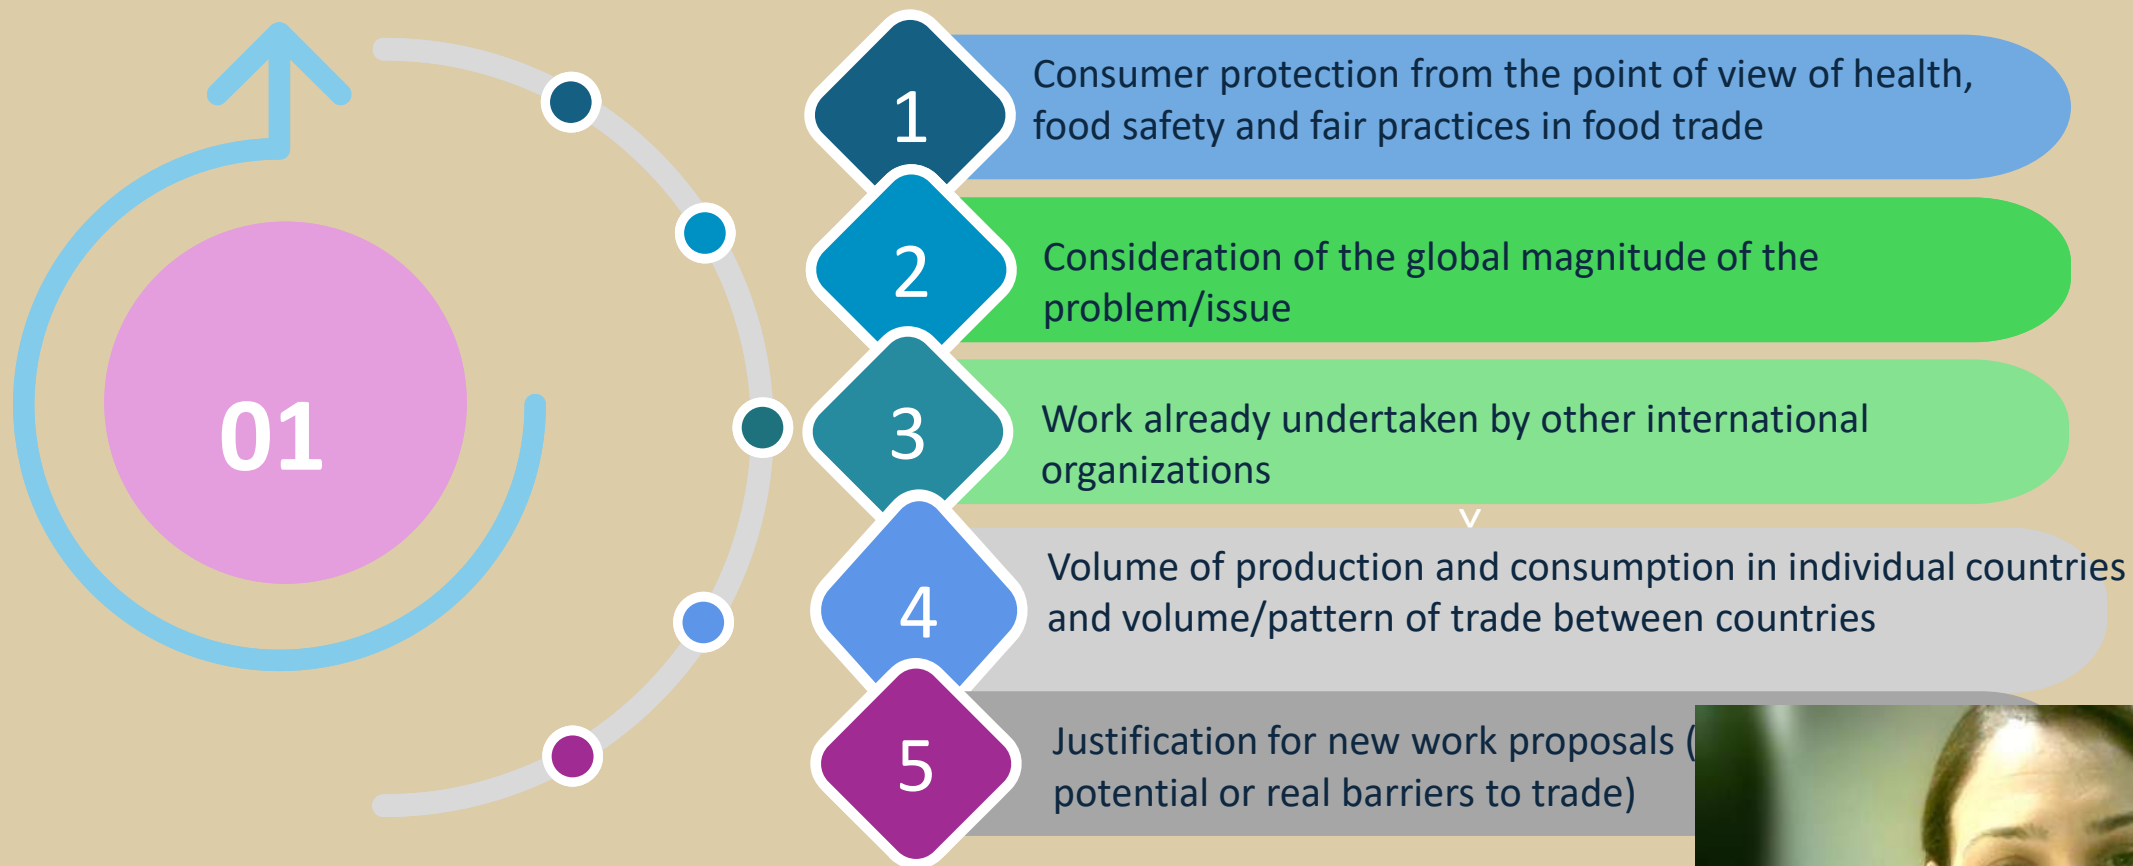 01
1
Consumer protection from the point of view of health,
food safety and fair practices in food trade
2
Consideration of the global magnitude of the
problem/issue
3
Work already undertaken by other international
organizations
4
Volume of production and consumption in individual countries
and volume/pattern of trade between countries
5
Justification for new work proposals (
potential or real barriers to trade)